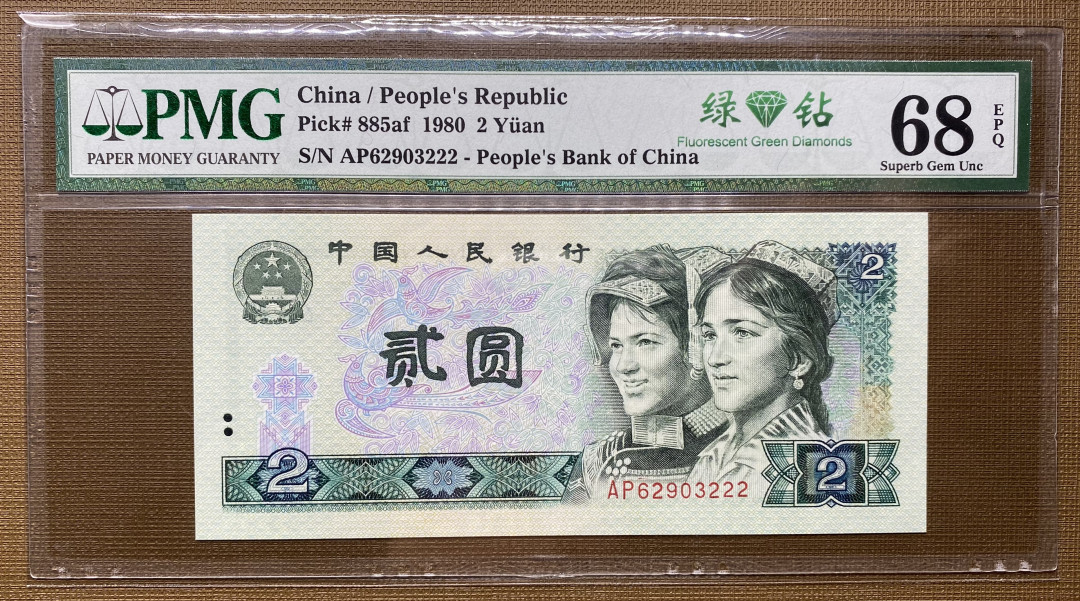 PMG
PAPER MONEY GUARANTY
China / People's Republic
Pick# 885af 1980 2 Yüan
S/N AP62903222 - People's Bank of China
绿 钻
Fluorescent Green Diamonds
68
EPQ
Superb Gem Unc
中国人民银行
2
贰圆
2
AP62903222
2